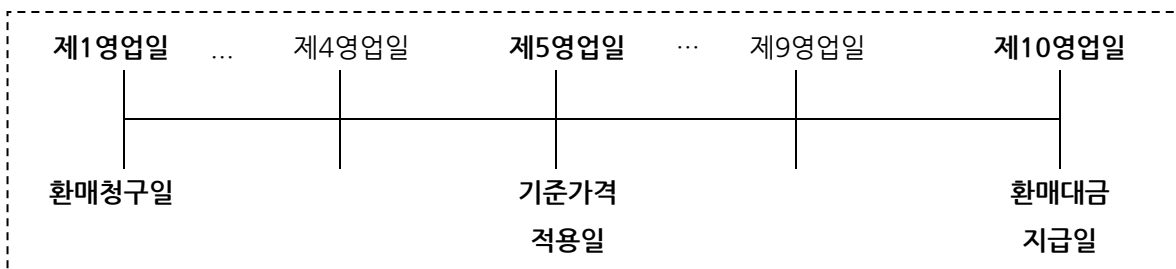 제1영업일 … 제4영업일 제5영업일 … 제9영업일 제10영업일
환매청구일 기준가격 환매대금
적용일 지급일